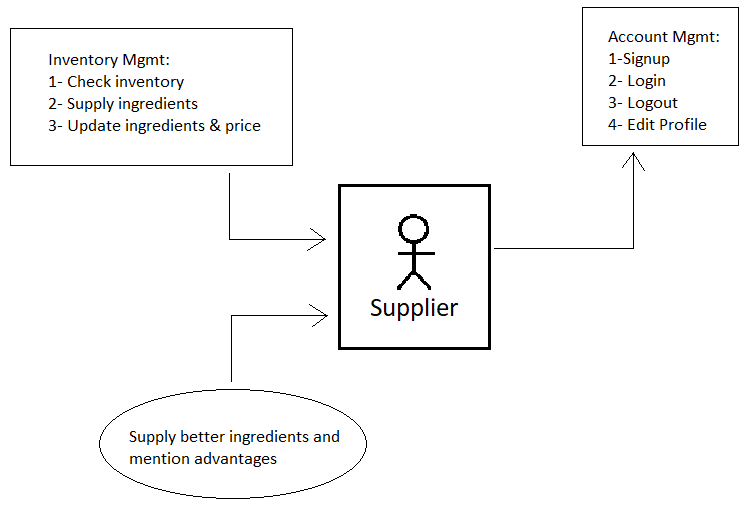 Inventory Mgmt:
1- Check inventory
2- Supply ingredients
3- Update ingredients & price
Account Mgmt:
1-Signup
2- Login
3- Logout
4- Edit Profile
Supplier
Supply better ingredients and
mention advantages